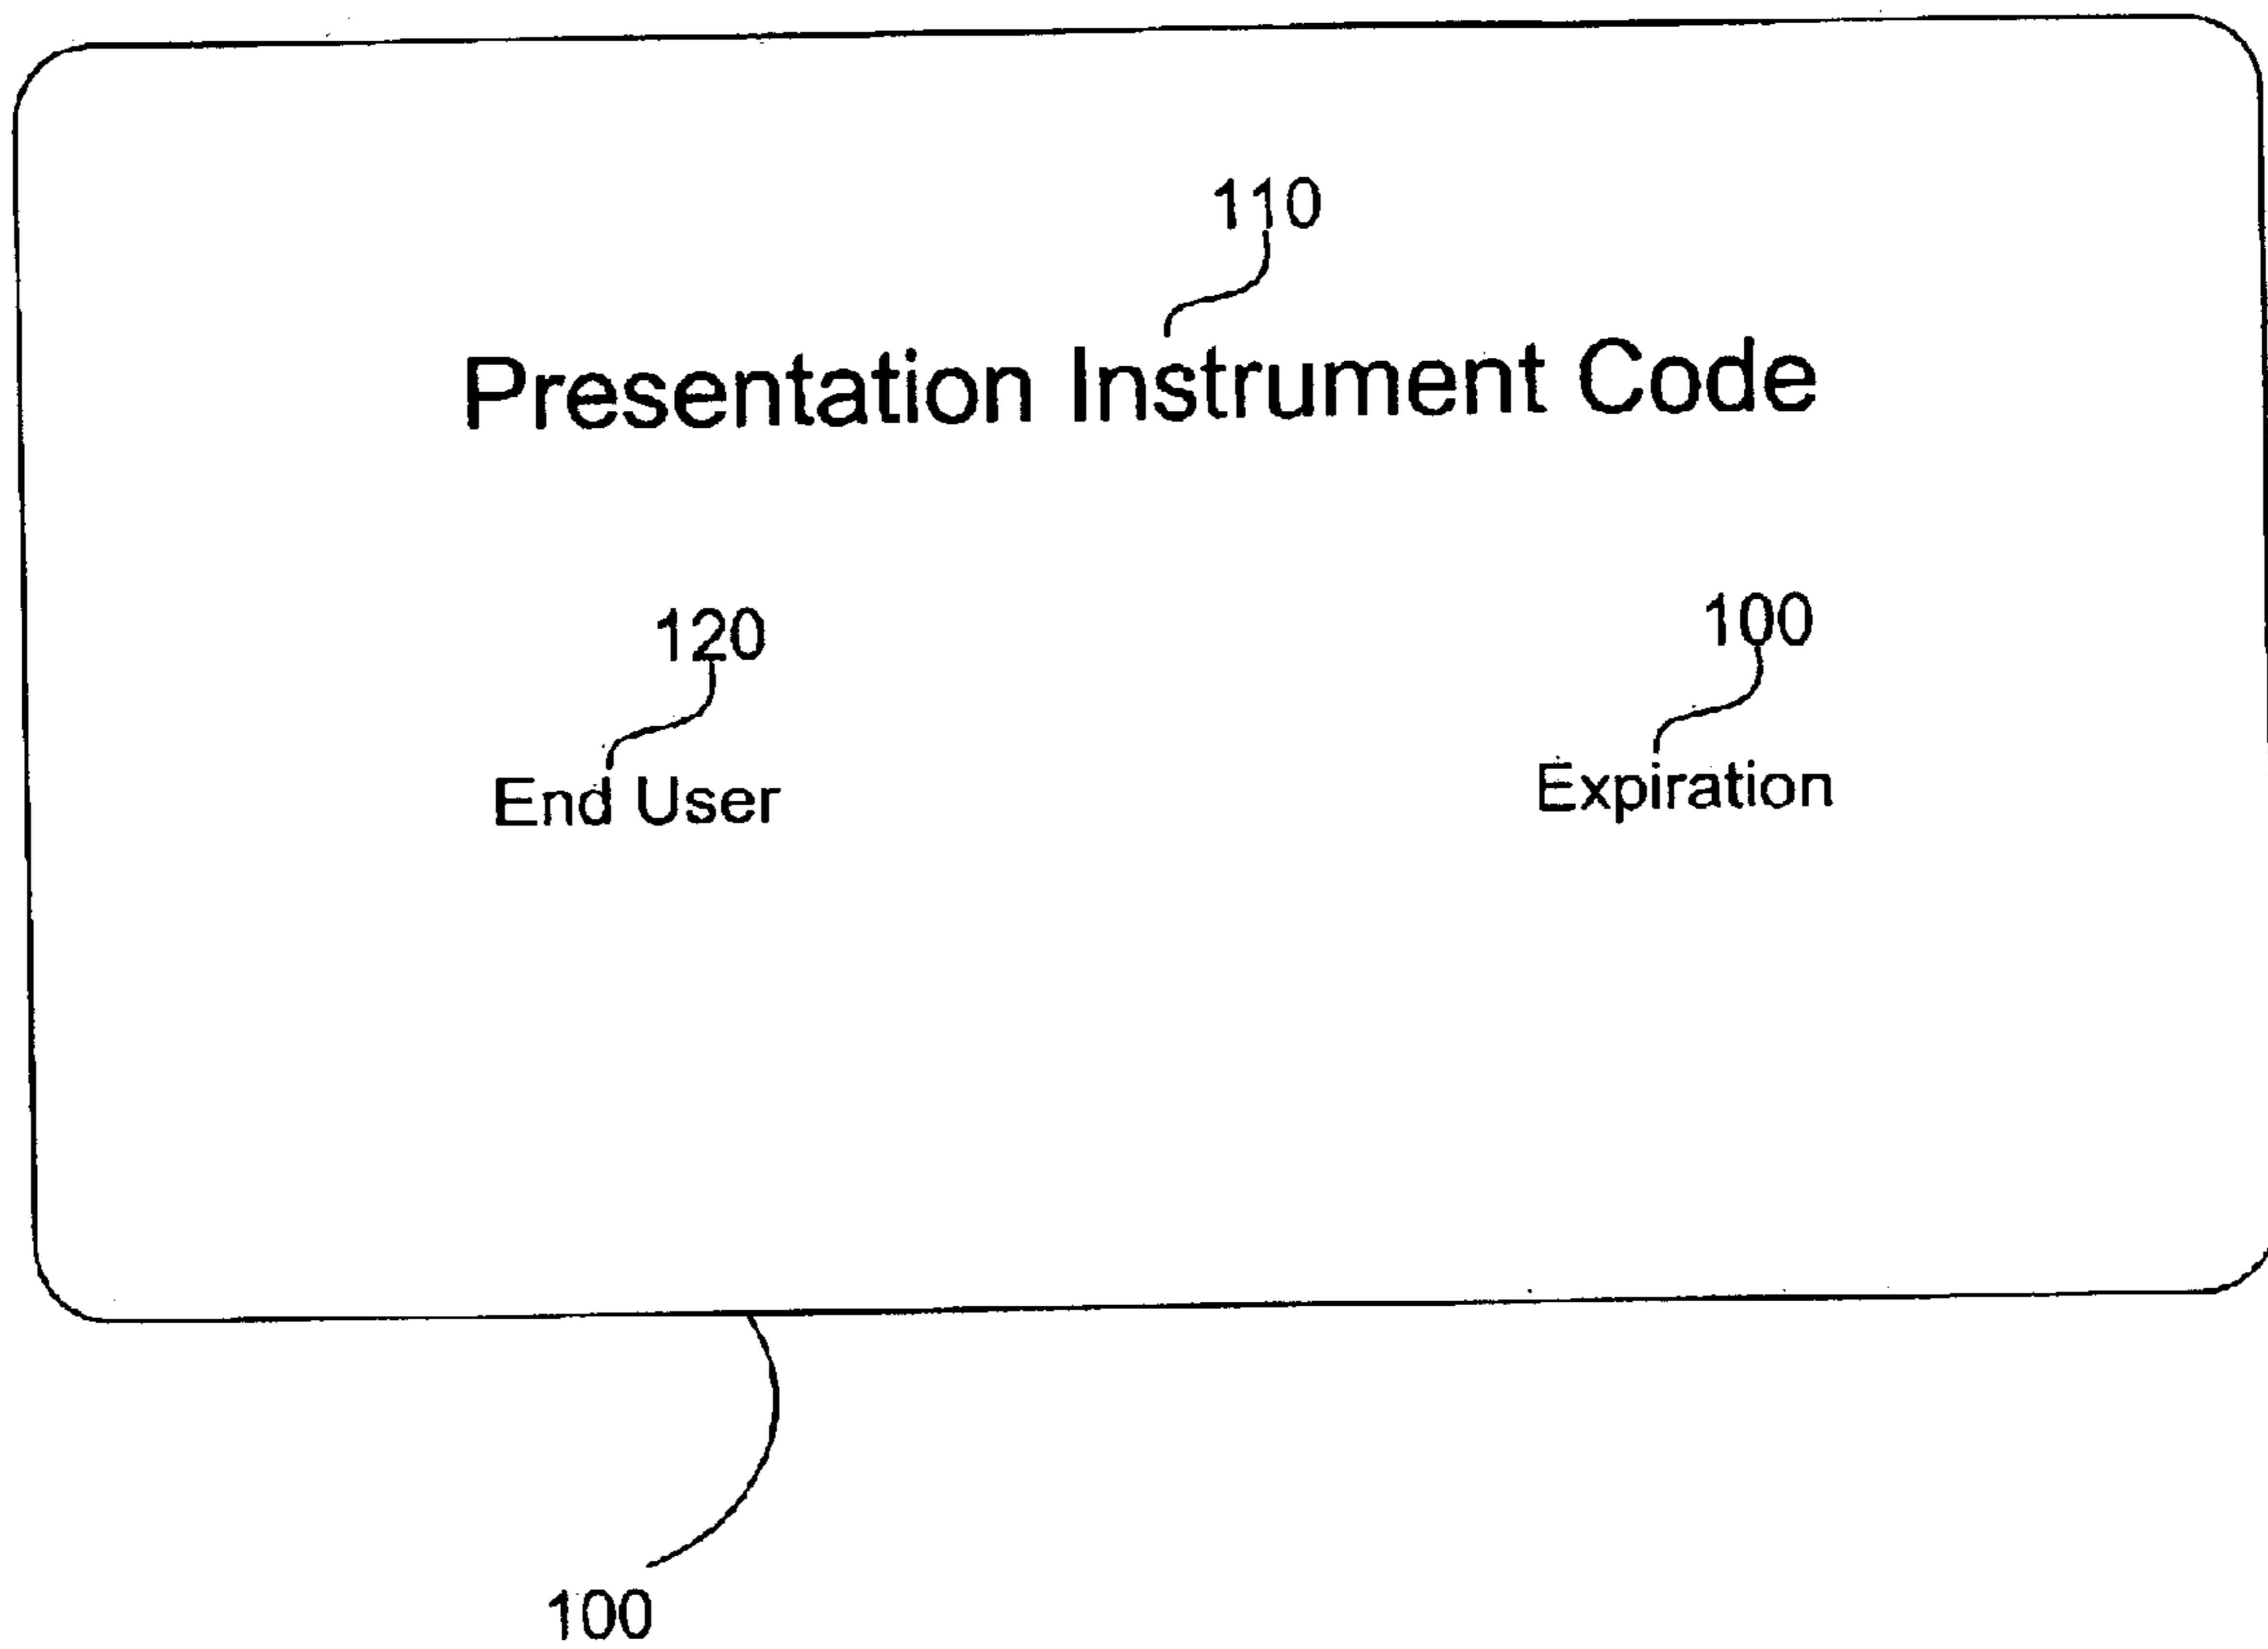 110
Presentation Instrument Code
120 100
End User Expiration
100